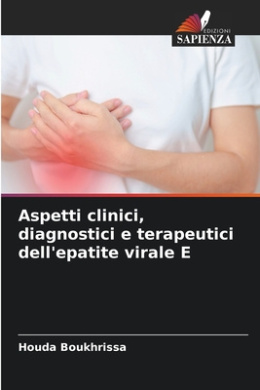 EDIZIONI
SAPIENZA
Aspetti clinici,
diagnostici e terapeutici
dell'epatite virale E
Houda Boukhrissa